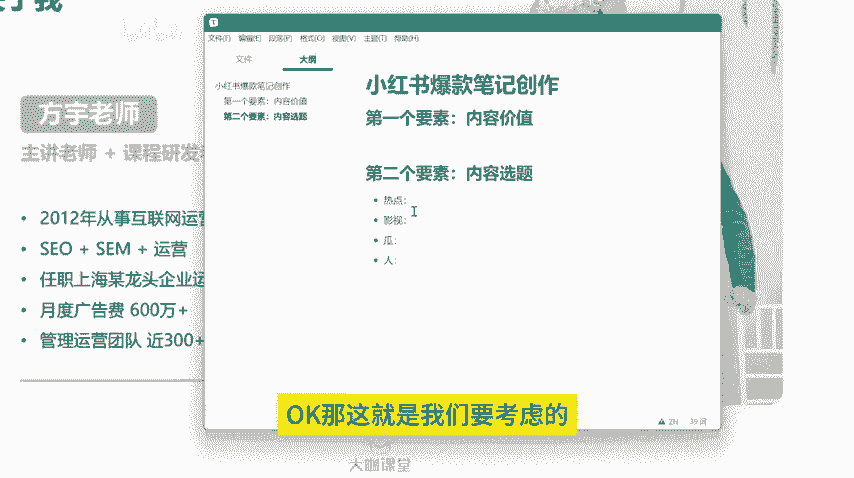 关于我
方宇老师
主讲老师 + 课程研发
2012年从事互联网运营
SEO + SEM + 运营
任职上海某龙头企业运
月度广告费 600万+
管理运营团队 近300+
文件(F) 编辑(E) 段落(P) 格式(O) 视图(V) 主题(T) 帮助(H)
文件 大纲
小红书爆款笔记创作
第一个要素：内容价值
第二个要素：内容选题
小红书爆款笔记创作
第一个要素：内容价值
第二个要素：内容选题
热点：
影视：
瓜：
人：
ZN 39 词
OK那这就是我们要考虑的
大咖课堂